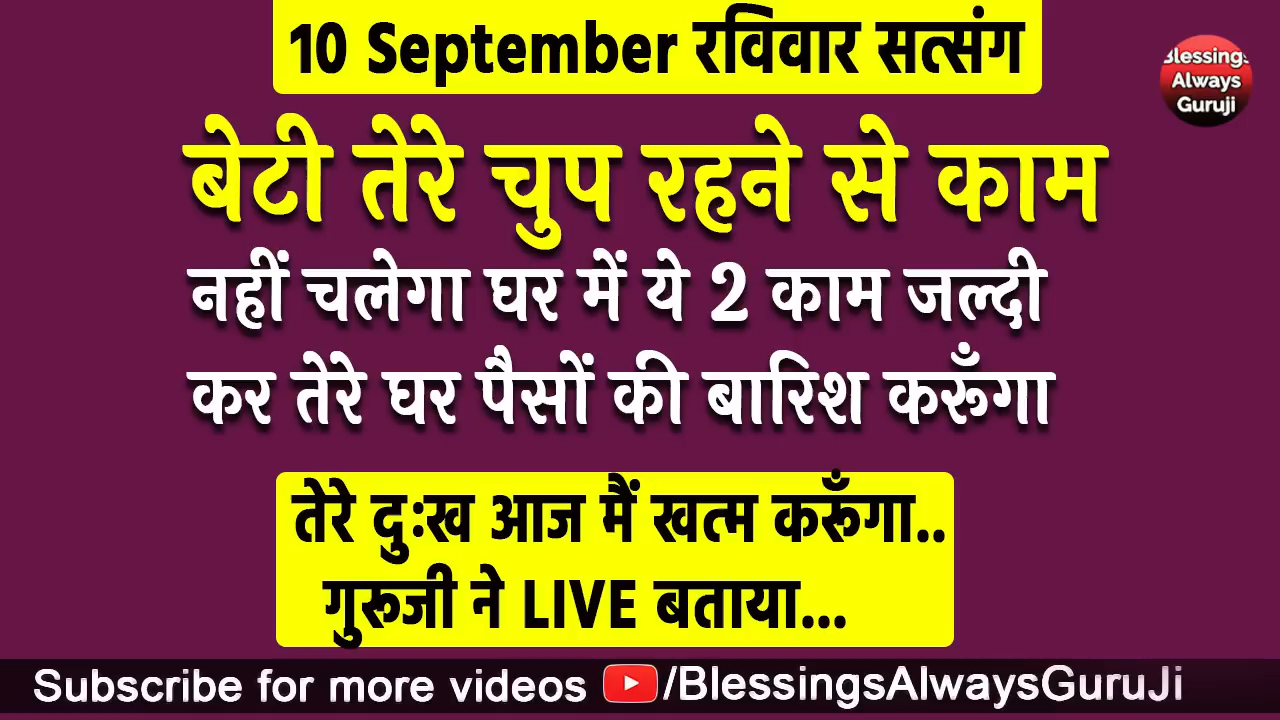 10 September रविवार सत्संग
Blessings
Always
Guruji
बेटी तेरे चुप रहने से काम
नहीं चलेगा घर में ये 2 काम जल्दी
कर तेरे घर पैसों की बारिश करूँगा
तेरे दुःख आज मैं खत्म करूँगा..
गुरूजी ने LIVE बताया...
Subscribe for more videos /BlessingsAlwaysGuruJi